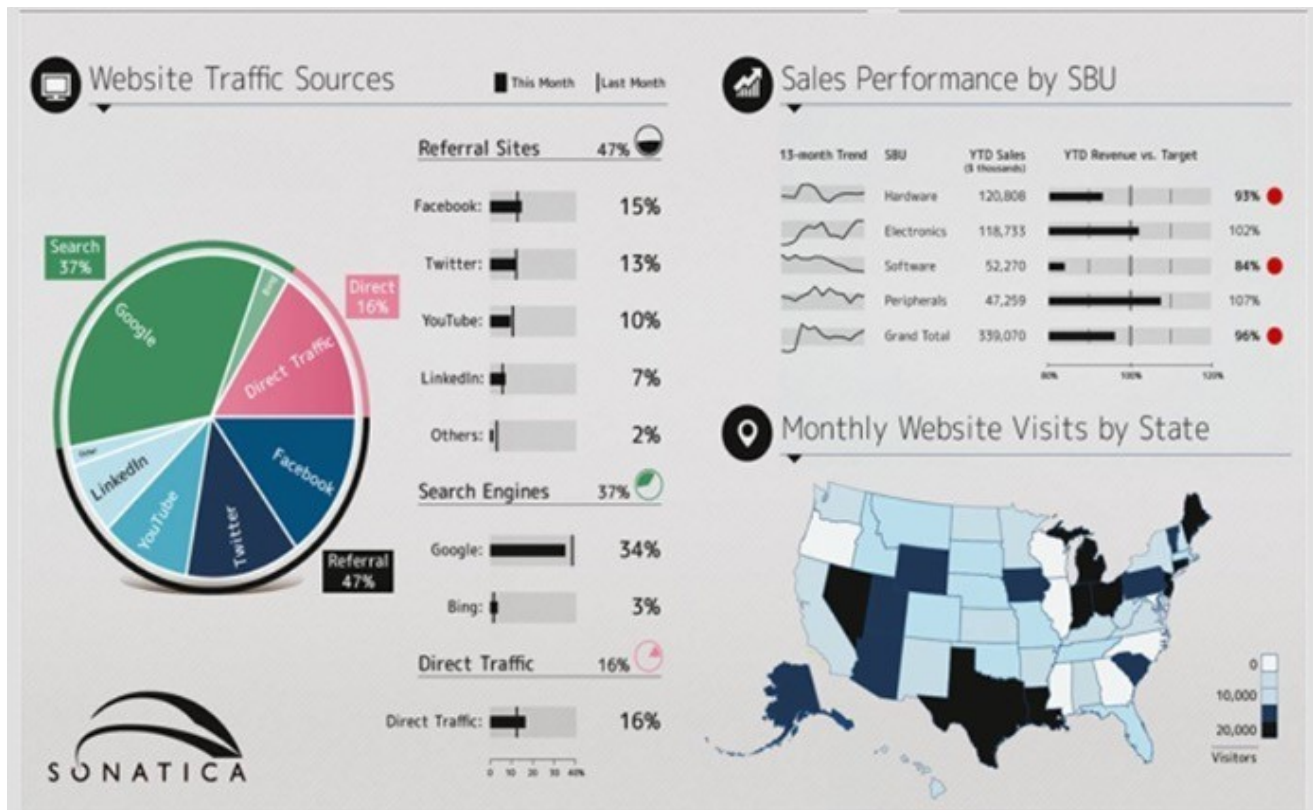 Website Traffic Sources
This Month
Last Month
Search
37%
Direct
16%
Google
Bing
Direct Traffic
Facebook
Twitter
YouTube
LinkedIn
Other
Referral
47%
Referral Sites 47%
Facebook: 15%
Twitter: 13%
YouTube: 10%
LinkedIn: 7%
Others: 2%
Search Engines 37%
Google: 34%
Bing: 3%
Direct Traffic 16%
Direct Traffic: 16%
0 10 20 30 40%
SONATICA
Sales Performance by SBU
13-month Trend SBU YTD Sales YTD Revenue vs. Target
($ thousands)
Hardware 120,808 93%
Electronics 118,733 102%
Software 52,270 84%
Peripherals 47,259 107%
Grand Total 339,070 96%
80% 100% 120%
Monthly Website Visits by State
0
10,000
20,000
Visitors